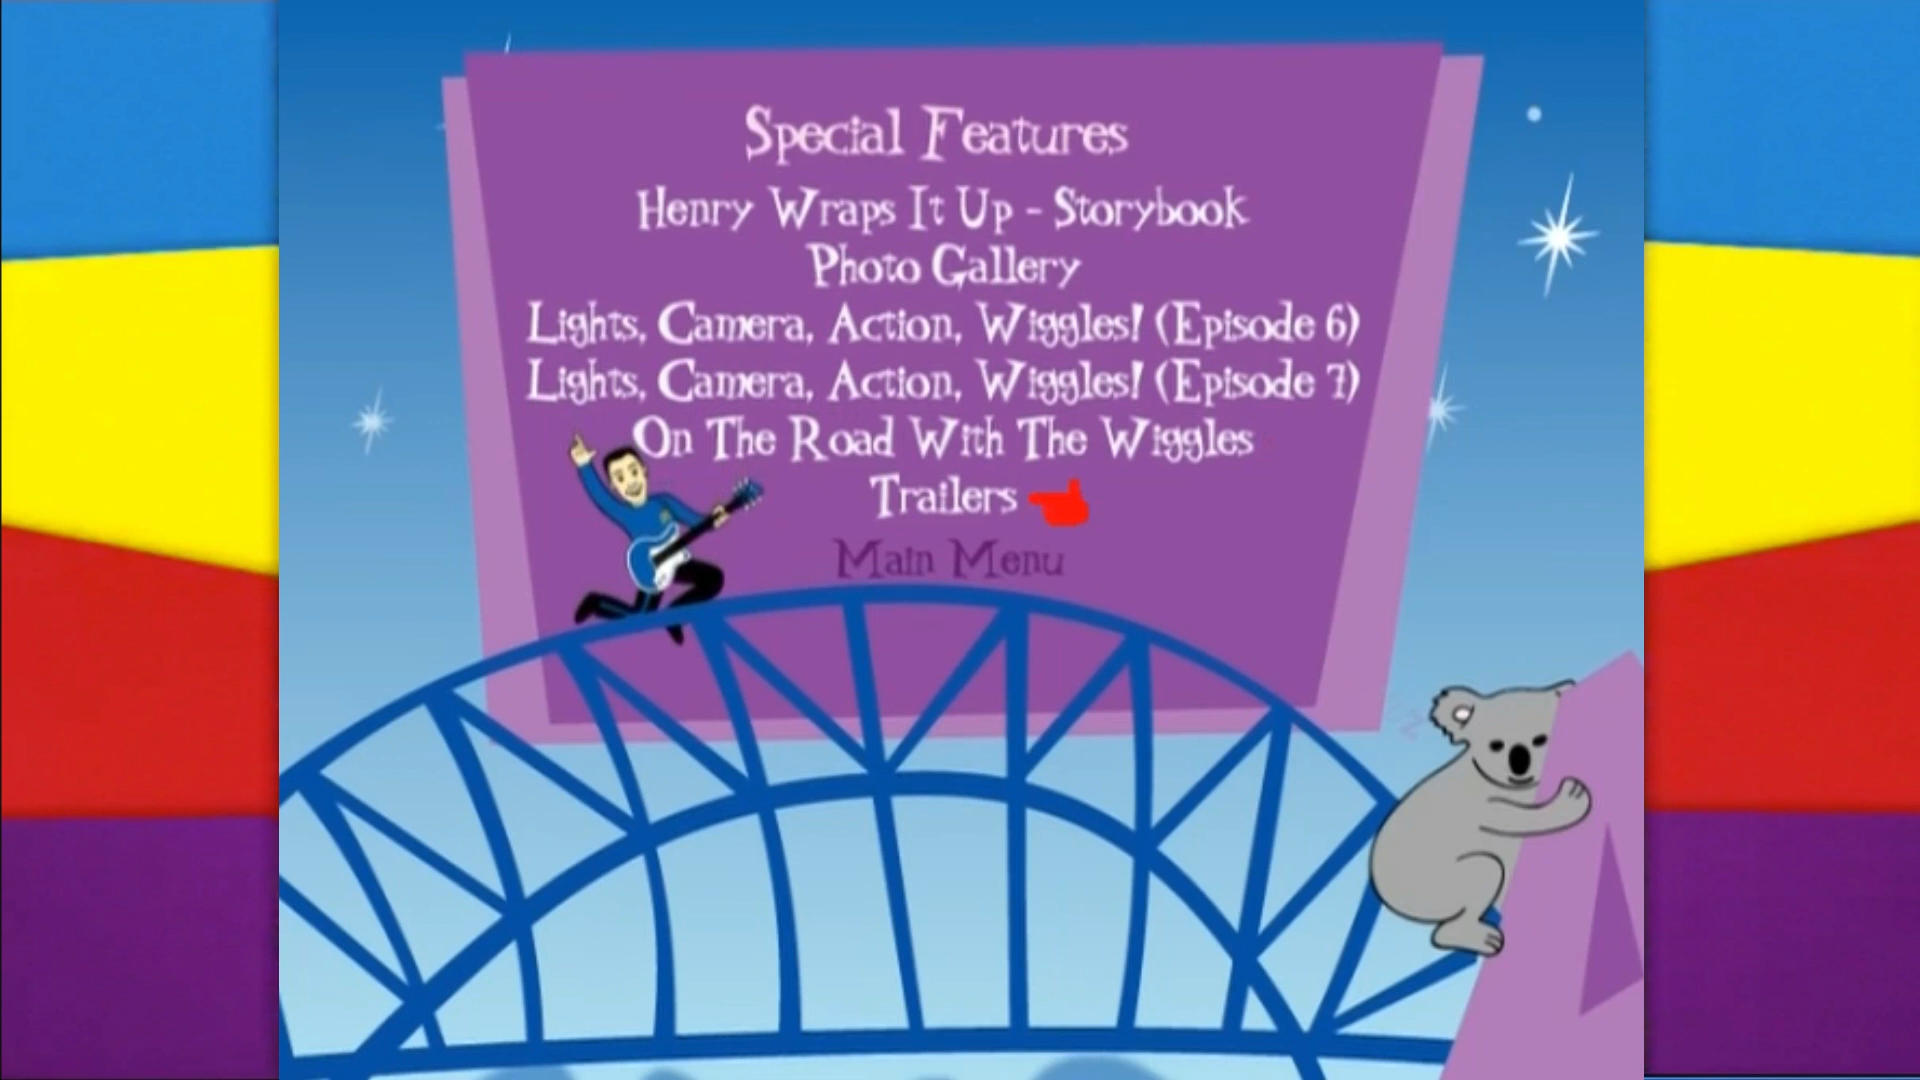 Special Features
Henry Wraps It Up - Storybook
Photo Gallery
Lights, Camera, Action, Wiggles! (Episode 6)
Lights, Camera, Action, Wiggles! (Episode 7)
On The Road With The Wiggles
Trailers
Main Menu